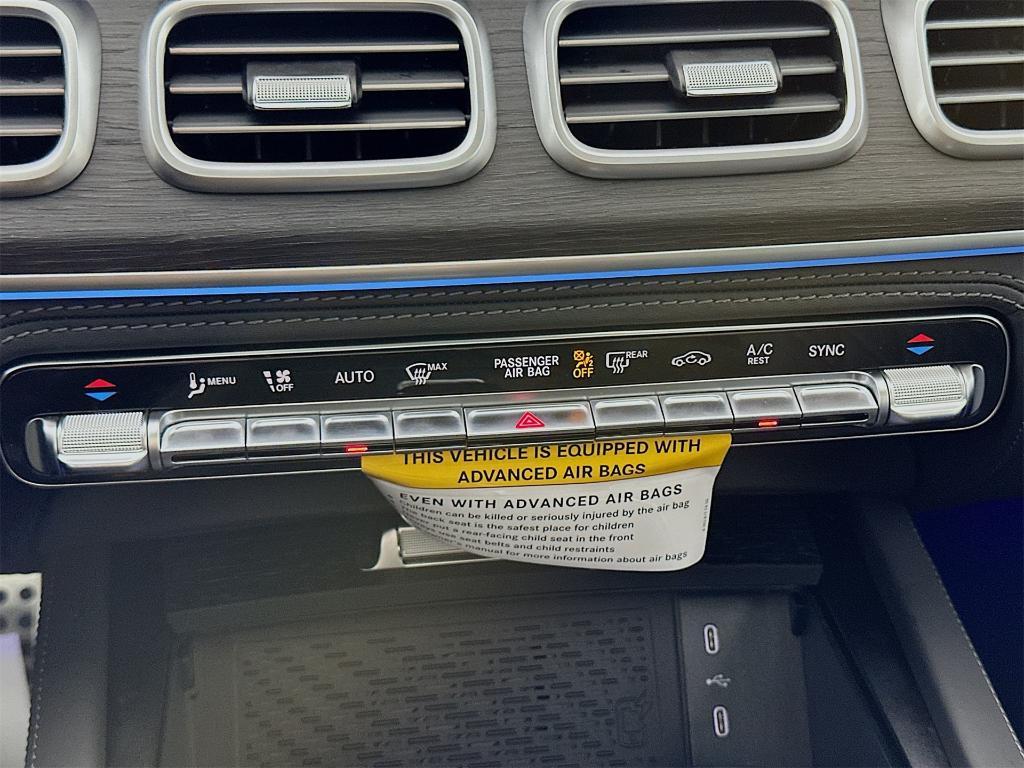 MENU
OFF
AUTO
MAX
PASSENGER
AIR BAG
OFF
REAR
A/C
REST
SYNC
THIS VEHICLE IS EQUIPPED WITH
ADVANCED AIR BAGS
EVEN WITH ADVANCED AIR BAGS
Children can be killed or seriously injured by the air bag
The back seat is the safest place for children
put a rear-facing child seat in the front
use seat belts and child restraints
manual for more information about air bags